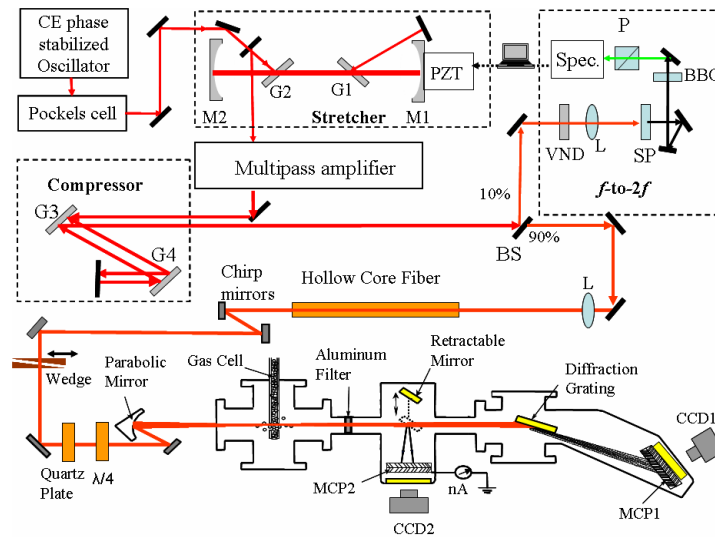 CE phase
stabilized
Oscillator
Pockels cell
M2
G2
G1
M1
Stretcher
PZT
Spec.
P
BBO
VND
L
SP
f-to-2f
Multipass amplifier
10%
90%
BS
Compressor
G3
G4
Chirp
mirrors
Hollow Core Fiber
L
Wedge
Parabolic
Mirror
Gas Cell
Aluminum
Filter
Retractable
Mirror
Diffraction
Grating
CCD1
Quartz
Plate
λ/4
MCP2
nA
CCD2
MCP1